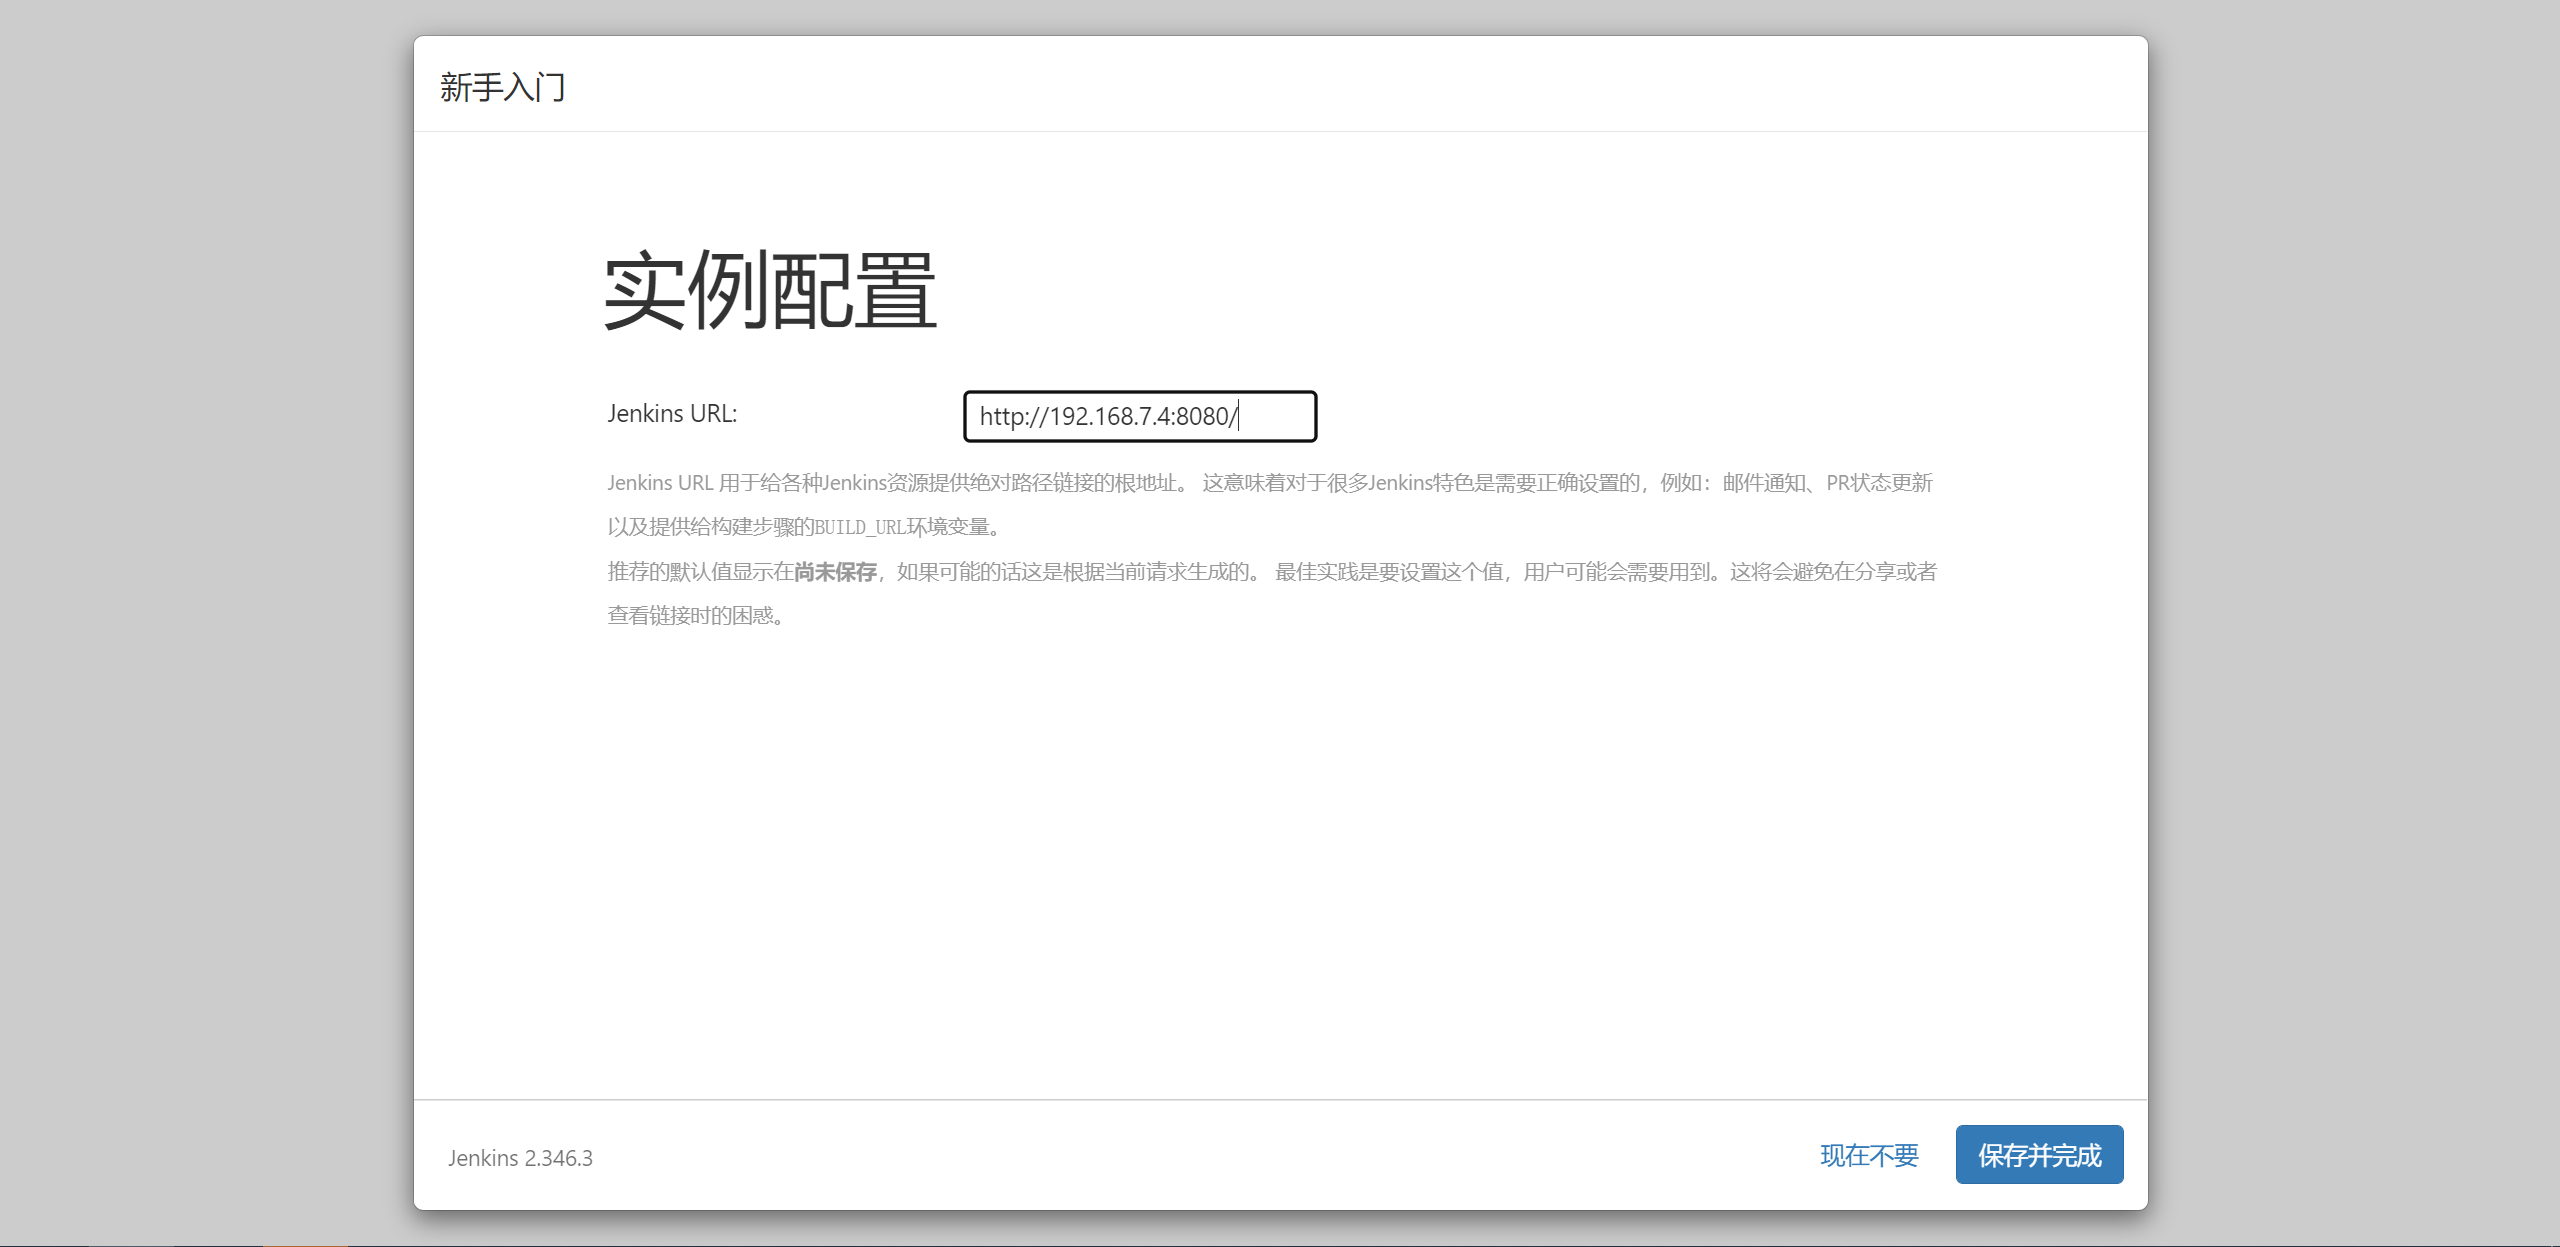 新手入门
实例配置
Jenkins URL:
http://192.168.7.4:8080/
Jenkins URL 用于给各种Jenkins资源提供绝对路径链接的根地址。 这意味着对于很多Jenkins特色是需要正确设置的，例如：邮件通知、PR状态更新
以及提供给构建步骤的BUILD_URL环境变量。
推荐的默认值显示在尚未保存，如果可能的话这是根据当前请求生成的。 最佳实践是要设置这个值，用户可能会需要用到。这将会避免在分享或者
查看链接时的困惑。
Jenkins 2.346.3
现在不要
保存并完成